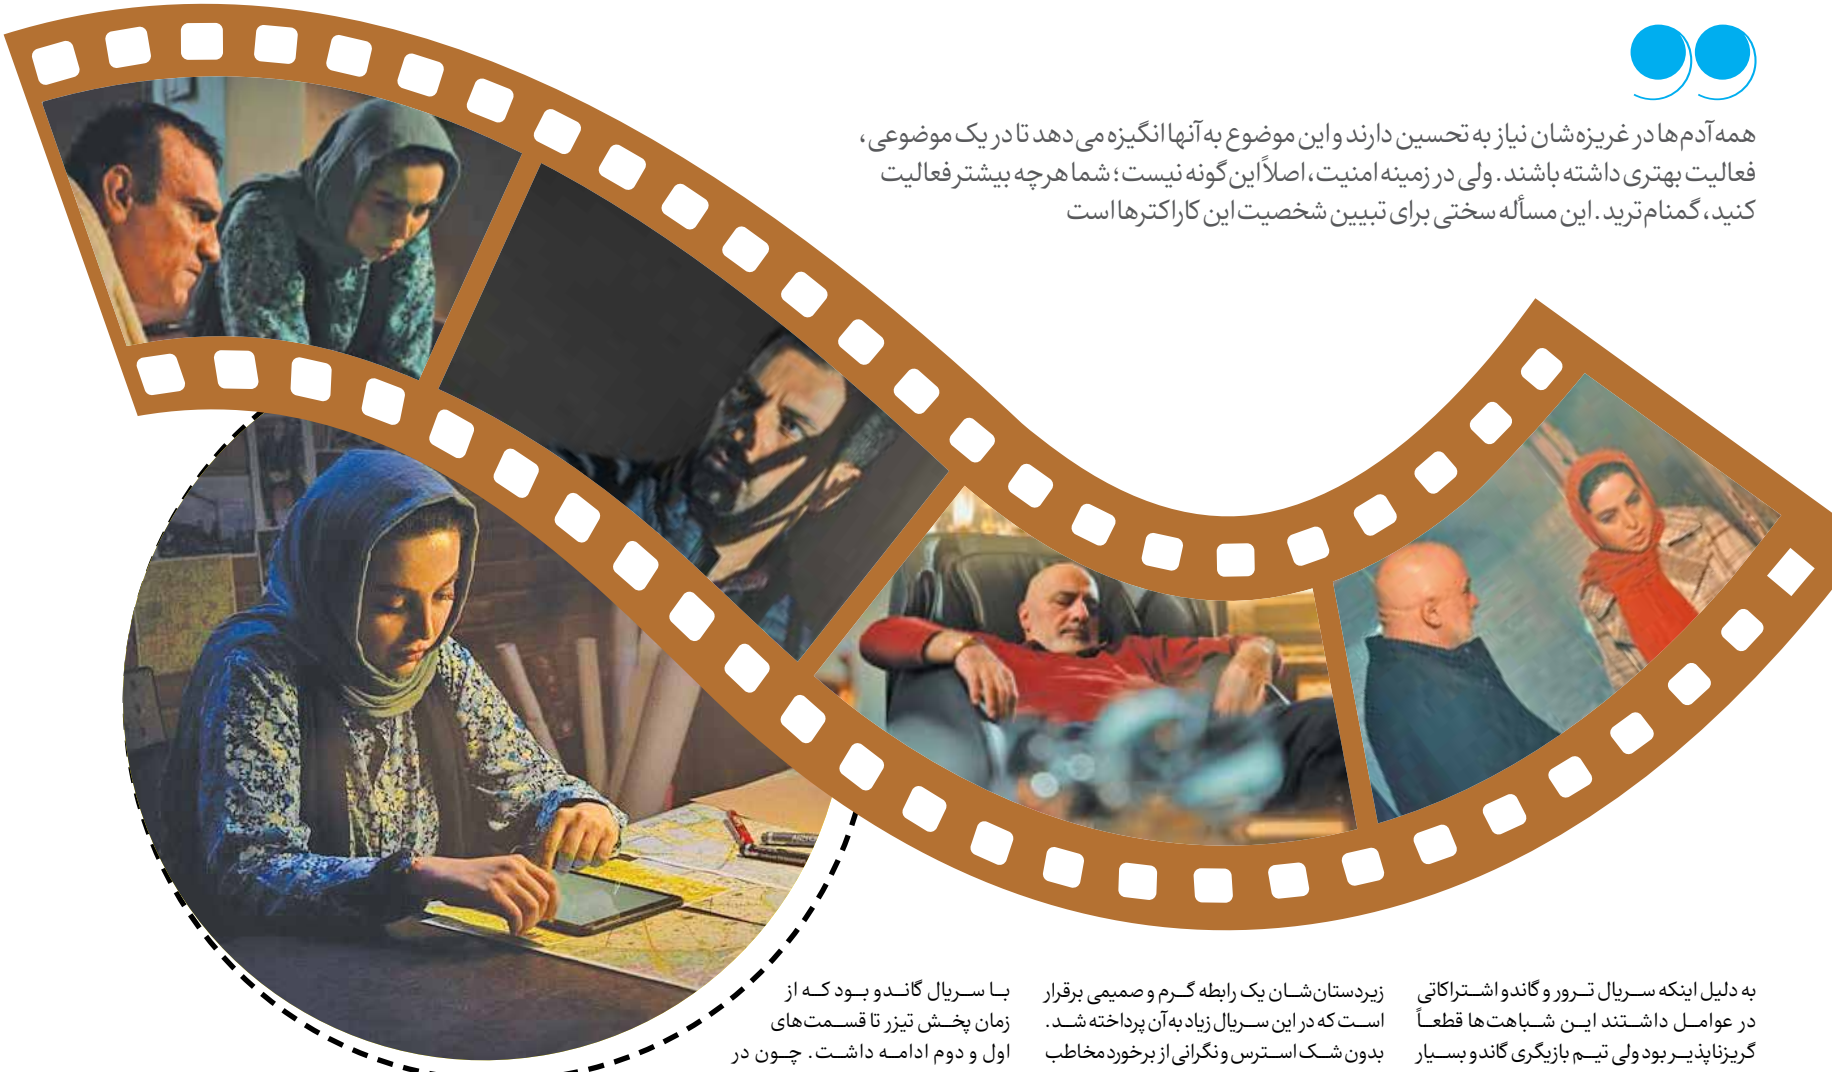 همه آدم‌ها در غریزه‌شان نیاز به تحسین دارند و این موضوع به آنها انگیزه می‌دهد تا در یک موضوعی،
فعالیت بهتری داشته باشند. ولی در زمینه امنیت، اصلاً این‌گونه نیست؛ شما هر چه بیشتر فعالیت
کنید، گمنام‌ترید. این مسأله سختی برای تبیین شخصیت این کاراکترها است
به دلیل اینکه سریال ترور و گاندو اشتراکاتی
در عوامل داشتند این شباهت‌ها قطعاً
گریزناپذیر بود ولی تیم بازیگری گاندو بسیار
زیردستان‌شان یک رابطه گرم و صمیمی برقرار
است که در این سریال زیاد به آن پرداخته شد.
بدون شک استرس و نگرانی از برخورد مخاطب
با سریال گاندو بود که از
زمان پخش تیزر تا قسمت‌های
اول و دوم ادامه داشت. چون در